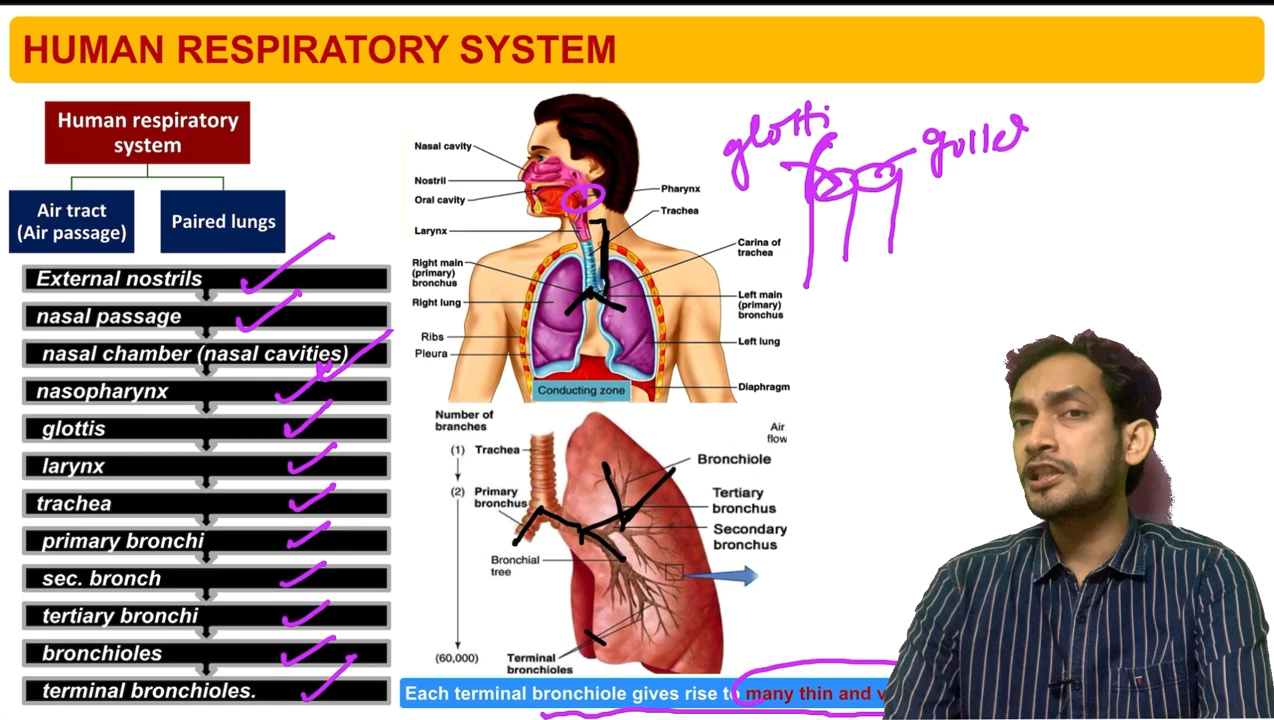 HUMAN RESPIRATORY SYSTEM
Human respiratory
system
Air tract
(Air passage)
Paired lungs
External nostrils
nasal passage
nasal chamber (nasal cavities)
nasopharynx
glottis
larynx
trachea
primary bronchi
sec. bronch
tertiary bronchi
bronchioles
terminal bronchioles.
Nasal cavity
Nostril
Oral cavity
Larynx
Right main
(primary)
bronchus
Right lung
Ribs
Pleura
Pharynx
Trachea
Carina of
trachea
Left main
(primary)
bronchus
Left lung
Diaphragm
Conducting zone
glotti
gullet
Number of
branches
(1) Trachea
(2) Primary
bronchus
Bronchial
tree
(60,000)
Terminal
bronchioles
Air
flow
Bronchiole
Tertiary
bronchus
Secondary
bronchus
Each terminal bronchiole gives rise to many thin and v